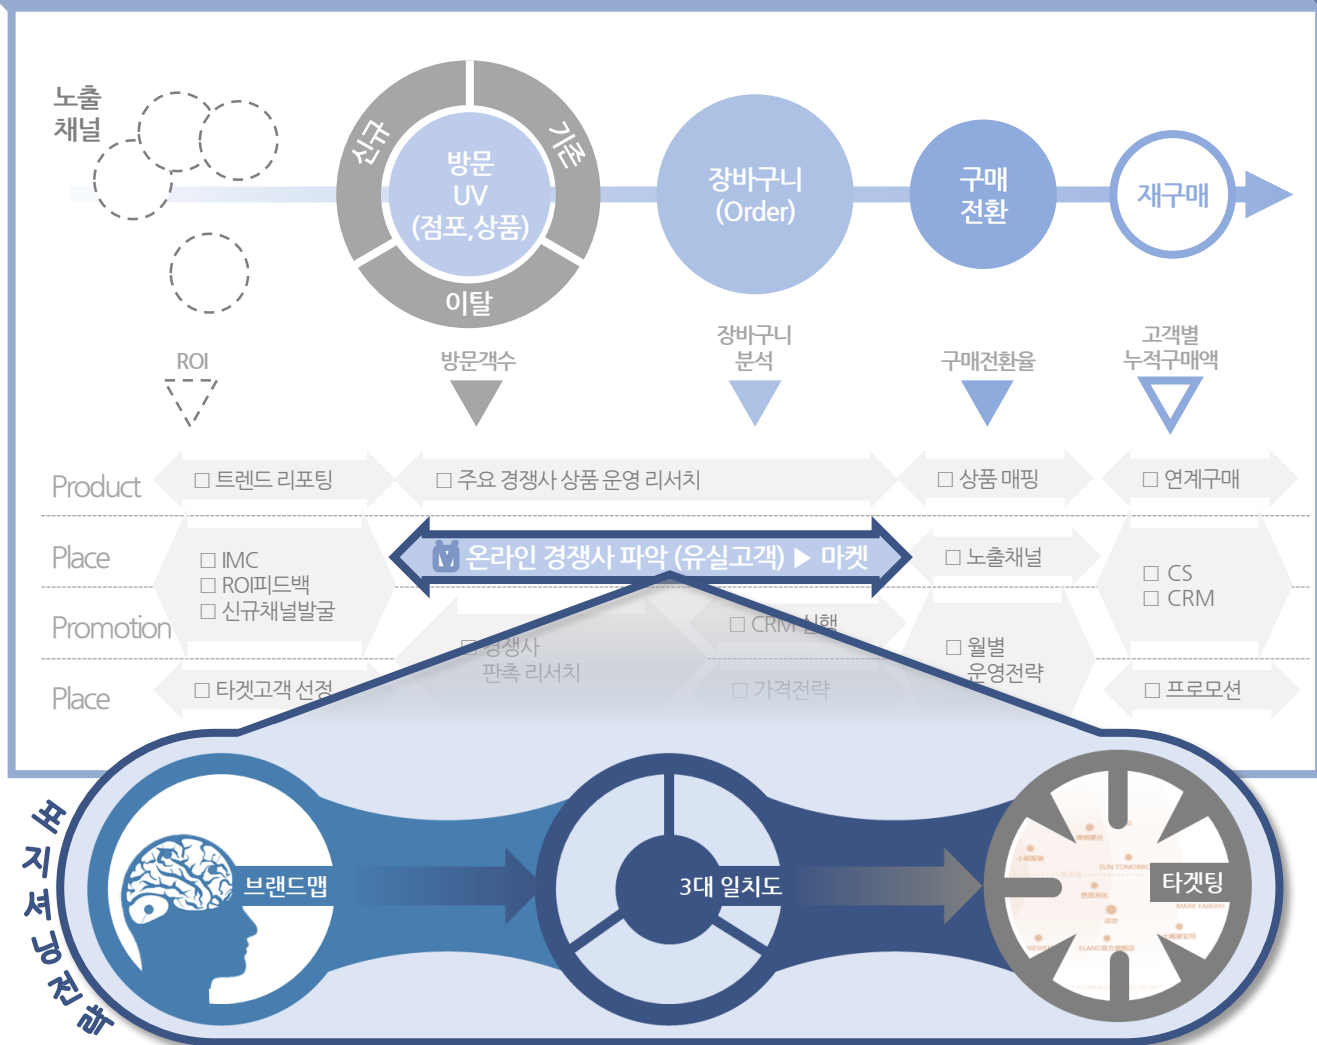 노출
채널
신규
기존
이탈
방문
UV
(점포,상품)
장바구니
(Order)
구매
전환
재구매
ROI
방문객수
장바구니
분석
구매전환율
고객별
누적구매액
Product
□ 트렌드 리포팅
□ 주요 경쟁사 상품 운영 리서치
□ 상품 매핑
□ 연계구매
Place
□ IMC
□ ROI피드백
□ 신규채널발굴
온라인 경쟁사 파악 (유실고객) ▶ 마켓
□ 노출채널
□ CS
□ CRM
Promotion
□ 경쟁사
판촉 리서치
□ CRM 실행
□ 월별
운영전략
Place
□ 타겟고객 선정
□ 가격전략
□ 프로모션
포지셔닝전략
브랜드맵
3대 일치도
타겟팅
SUN TOMORRO
MARK FAIRWH
VIEWER